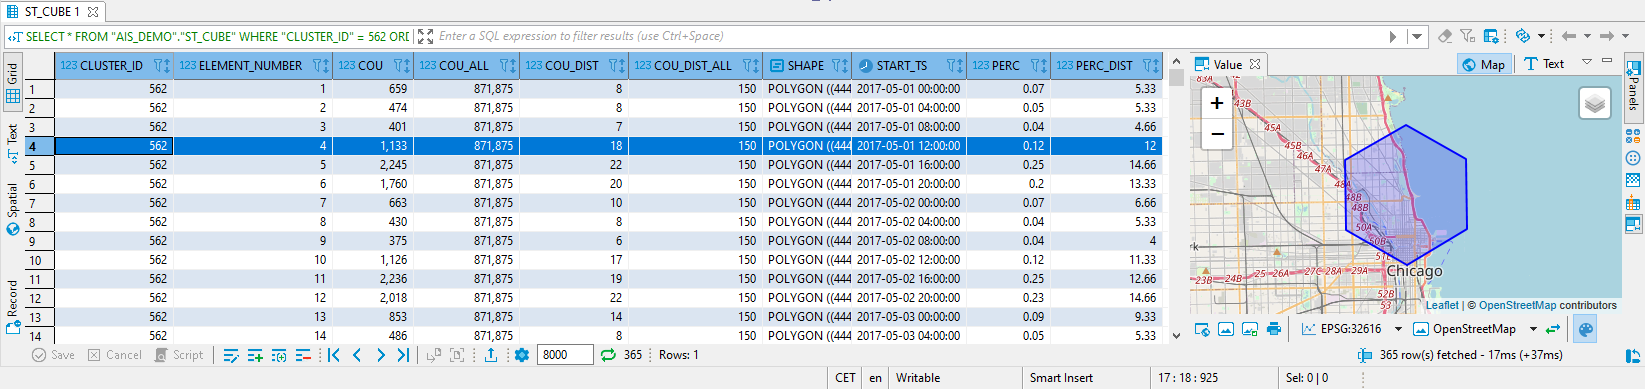 ST_CUBE 1
SELECT * FROM "AIS_DEMO"."ST_CUBE" WHERE "CLUSTER_ID" = 562 ORD Enter a SQL expression to filter results (use Ctrl+Space)
Grid
Text
Spatial
Record
123 CLUSTER_ID 123 ELEMENT_NUMBER 123 COU 123 COU_ALL 123 COU_DIST 123 COU_DIST_ALL SHAPE START_TS 123 PERC 123 PERC_DIST
1 562 1 659 871,875 8 150 POLYGON ((444 2017-05-01 00:00:00 0.07 5.33
2 562 2 474 871,875 8 150 POLYGON ((444 2017-05-01 04:00:00 0.05 5.33
3 562 3 401 871,875 7 150 POLYGON ((444 2017-05-01 08:00:00 0.04 4.66
4 562 4 1,133 871,875 18 150 POLYGON ((444 2017-05-01 12:00:00 0.12 12
5 562 5 2,245 871,875 22 150 POLYGON ((444 2017-05-01 16:00:00 0.25 14.66
6 562 6 1,760 871,875 20 150 POLYGON ((444 2017-05-01 20:00:00 0.2 13.33
7 562 7 663 871,875 10 150 POLYGON ((444 2017-05-02 00:00:00 0.07 6.66
8 562 8 430 871,875 8 150 POLYGON ((444 2017-05-02 04:00:00 0.04 5.33
9 562 9 375 871,875 6 150 POLYGON ((444 2017-05-02 08:00:00 0.04 4
10 562 10 1,126 871,875 17 150 POLYGON ((444 2017-05-02 12:00:00 0.12 11.33
11 562 11 2,236 871,875 19 150 POLYGON ((444 2017-05-02 16:00:00 0.25 12.66
12 562 12 2,018 871,875 22 150 POLYGON ((444 2017-05-02 20:00:00 0.23 14.66
13 562 13 853 871,875 14 150 POLYGON ((444 2017-05-03 00:00:00 0.09 9.33
14 562 14 486 871,875 8 150 POLYGON ((444 2017-05-03 04:00:00 0.05 5.33
Value Map Text
Panels
+
−
43B
45A
46A
47A
48A
48B
48B
50A
50B
Chicago
23B 24B 25 26A 27C 28A 29A
52B
53
Leaflet | © OpenStreetMap contributors
EPSG:32616 OpenStreetMap
Save Cancel Script 8000 365 Rows: 1
365 row(s) fetched - 17ms (+37ms)
CET en Writable Smart Insert 17 : 18 : 925 Sel: 0 | 0